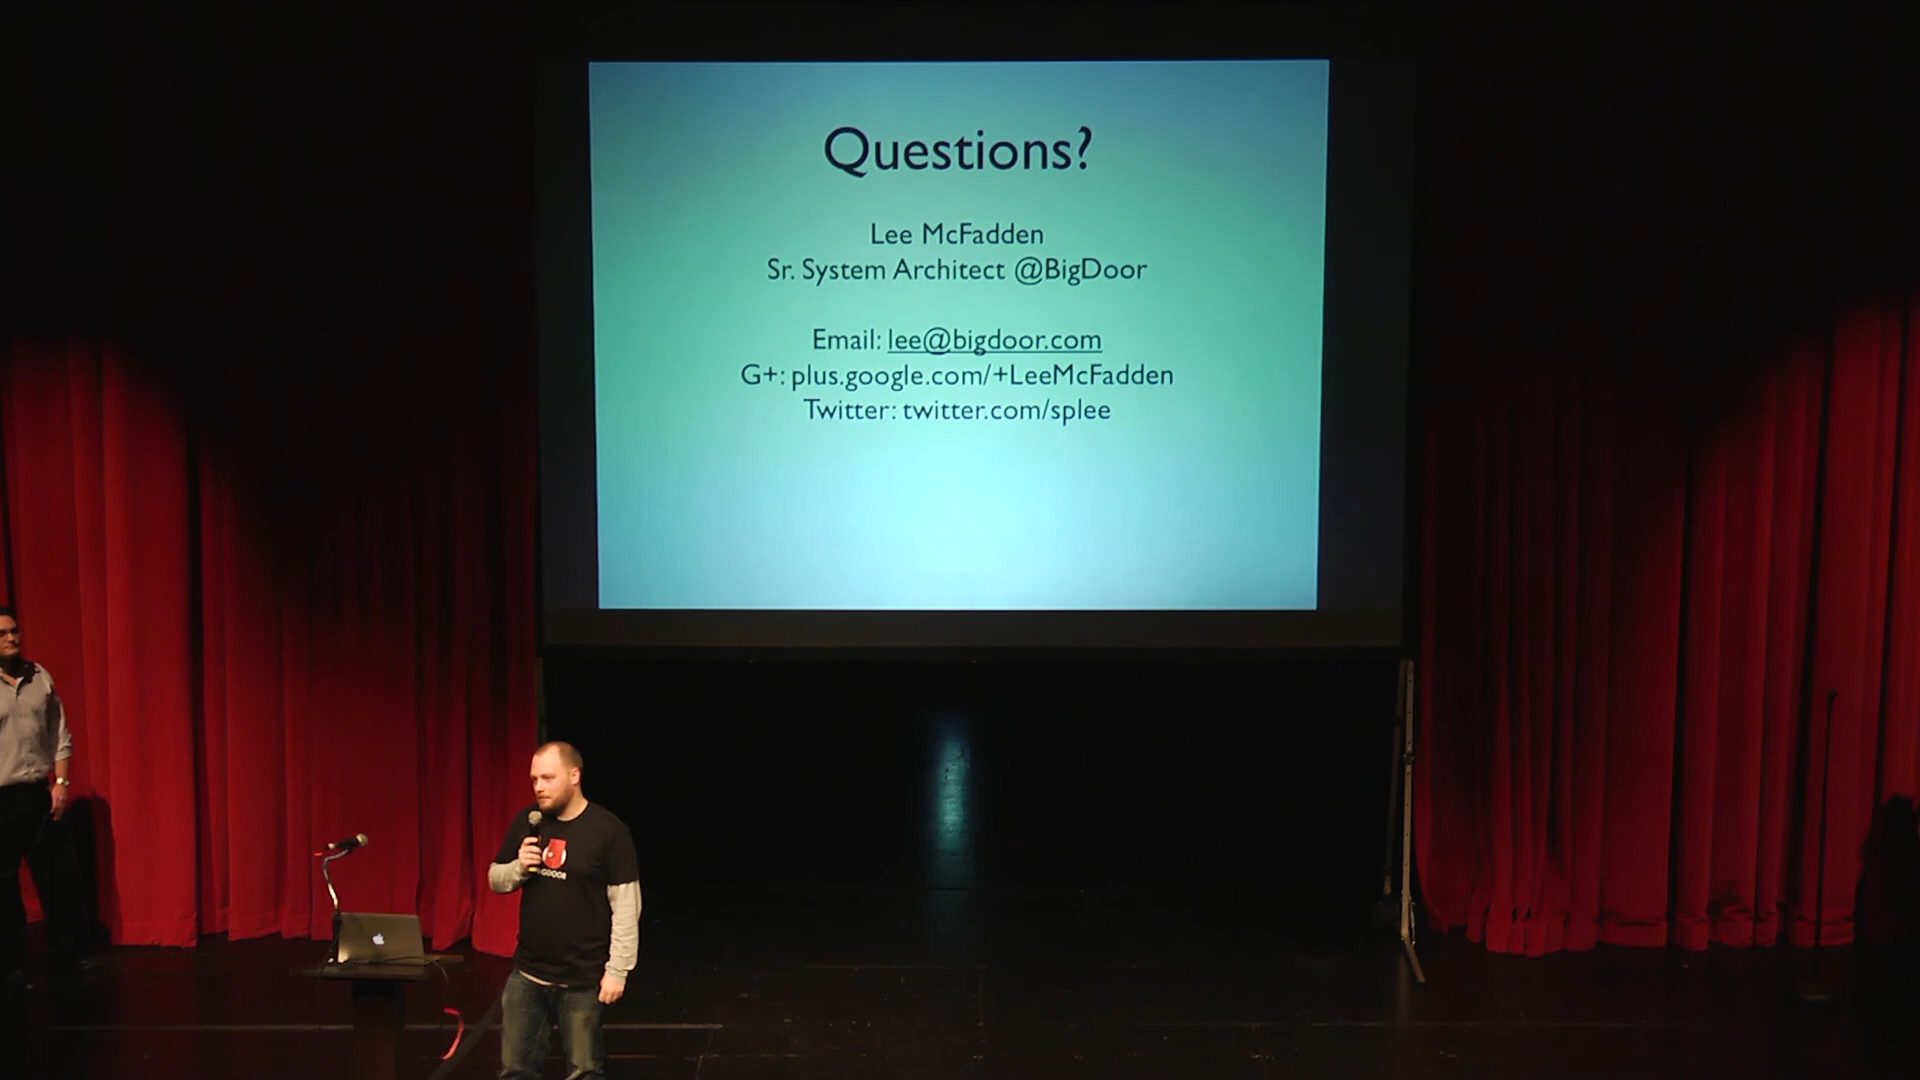 Questions?
Lee McFadden
Sr. System Architect @BigDoor
Email: lee@bigdoor.com
G+: plus.google.com/+LeeMcFadden
Twitter: twitter.com/splee